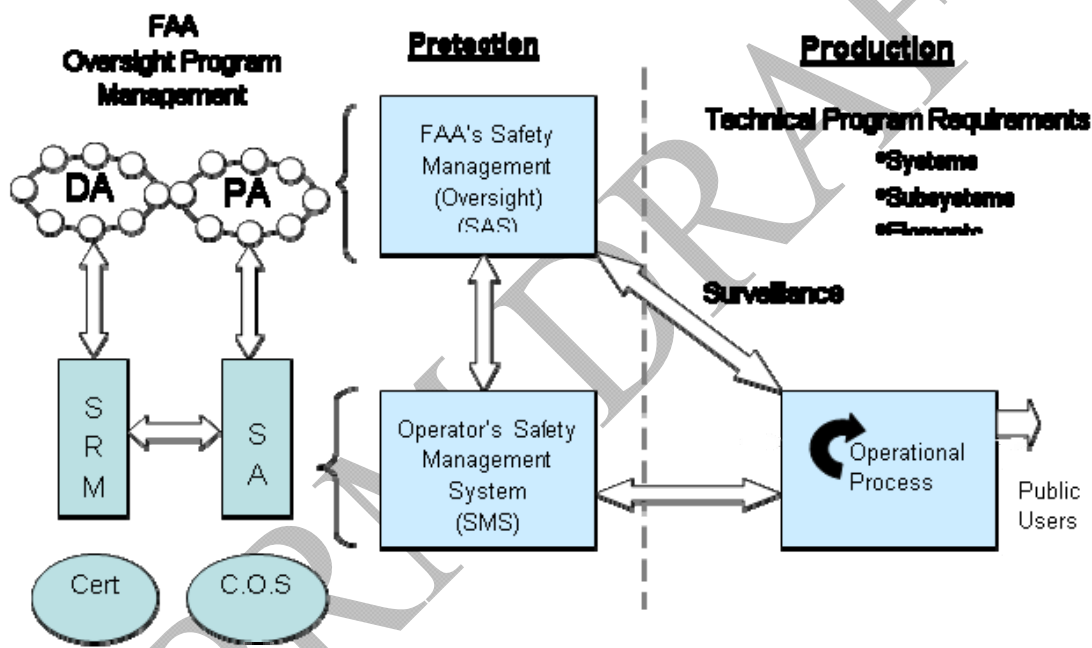 FAA
Oversight Program
Management
Protection
Production
Technical Program Requirements
•Systems
•Subsystems
•Elements
DA
PA
FAA's Safety
Management
(Oversight)
(SAS)
Surveillance
S
R
M
S
A
Operator's Safety
Management
System
(SMS)
Operational
Process
Public
Users
Cert
C.O.S